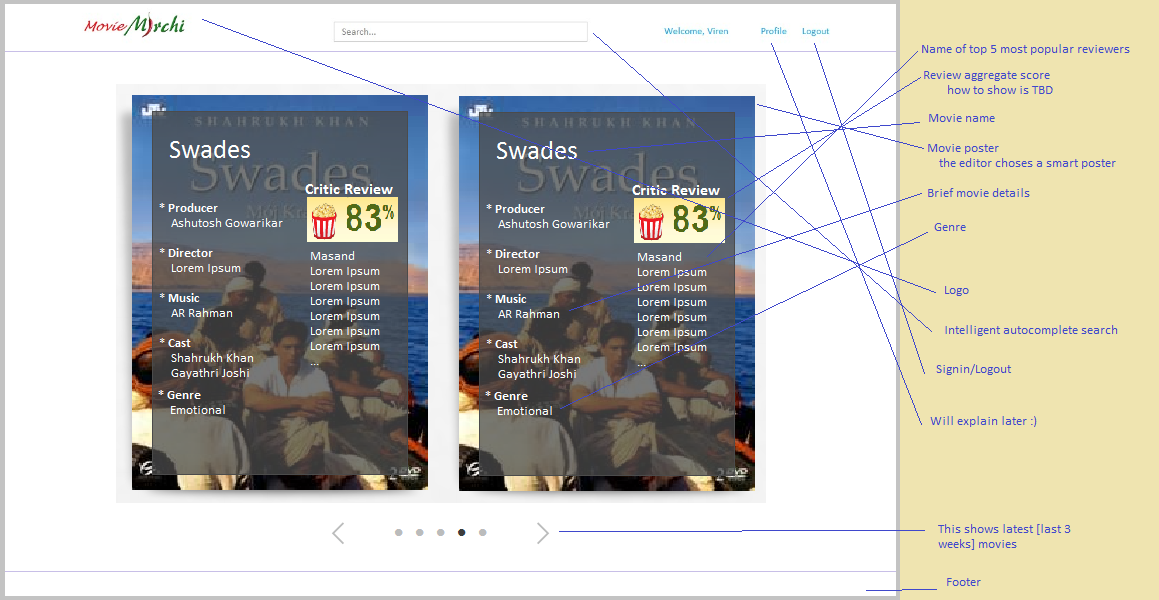 MovieMirchi
Search...
Welcome, Viren
Profile
Logout
SHAHRUKH KHAN
Swades
Swades
Critic Review
83%
* Producer
Ashutosh Gowarikar
* Director
Lorem Ipsum
* Music
AR Rahman
* Cast
Shahrukh Khan
Gayathri Joshi
* Genre
Emotional
Masand
Lorem Ipsum
Lorem Ipsum
Lorem Ipsum
Lorem Ipsum
Lorem Ipsum
Lorem Ipsum
...
SHAHRUKH KHAN
Swades
Swades
Critic Review
83%
* Producer
Ashutosh Gowarikar
* Director
Lorem Ipsum
* Music
AR Rahman
* Cast
Shahrukh Khan
Gayathri Joshi
* Genre
Emotional
Masand
Lorem Ipsum
Lorem Ipsum
Lorem Ipsum
Lorem Ipsum
Lorem Ipsum
Lorem Ipsum
...
Name of top 5 most popular reviewers
Review aggregate score
how to show is TBD
Movie name
Movie poster
the editor choses a smart poster
Brief movie details
Genre
Logo
Intelligent autocomplete search
Signin/Logout
Will explain later :)
This shows latest [last 3
weeks] movies
Footer